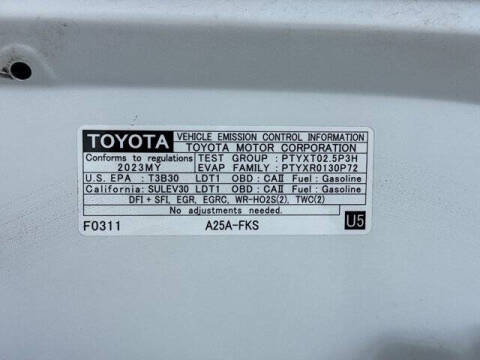 TOYOTA VEHICLE EMISSION CONTROL INFORMATION
TOYOTA MOTOR CORPORATION
Conforms to regulations TEST GROUP : PTYXT02.5P3H
2023MY EVAP FAMILY : PTYXR0130P72
U.S. EPA : T3B30 LDT1 OBD : CAII Fuel : Gasoline
California: SULEV30 LDT1 OBD : CAII Fuel : Gasoline
DFI + SFI, EGR, EGRC, WR-HO2S(2), TWC(2)
No adjustments needed.
F0311 A25A-FKS U5